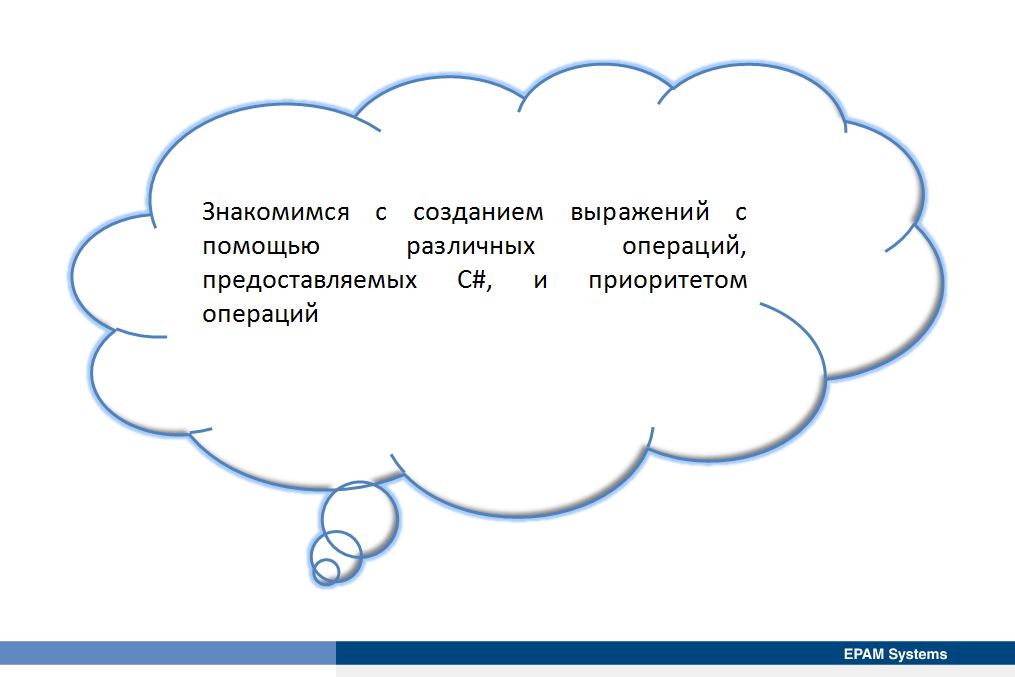 Знакомимся с созданием выражений с
помощью различных операций,
предоставляемых C#, и приоритетом
операций
EPAM Systems